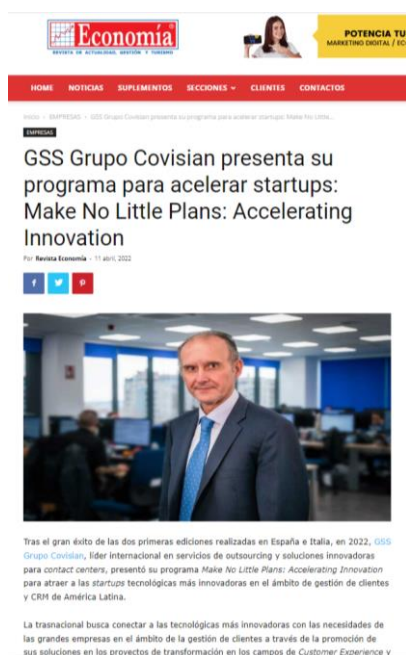 Economía
REVISTA DE ACTUALIDAD, GESTIÓN Y TURISMO
POTENCIA TU
MARKETING DIGITAL / EC
HOME NOTICIAS SUPLEMENTOS SECCIONES CLIENTES CONTACTOS
Inicio › EMPRESAS › GSS Grupo Covisian presenta su programa para acelerar startups: Make No Little...
EMPRESAS
GSS Grupo Covisian presenta su
programa para acelerar startups:
Make No Little Plans: Accelerating
Innovation
Por Revista Economía - 11 abril, 2022
Tras el gran éxito de las dos primeras ediciones realizadas en España e Italia, en 2022, GSS
Grupo Covisian, líder internacional en servicios de outsourcing y soluciones innovadoras
para contact centers, presentó su programa Make No Little Plans: Accelerating Innovation
para atraer a las startups tecnológicas más innovadoras en el ámbito de gestión de clientes
y CRM de América Latina.
La trasnacional busca conectar a las tecnológicas más innovadoras con las necesidades de
las grandes empresas en el ámbito de la gestión de clientes a través de la promoción de
sus soluciones en los proyectos de transformación en los campos de Customer Experience y